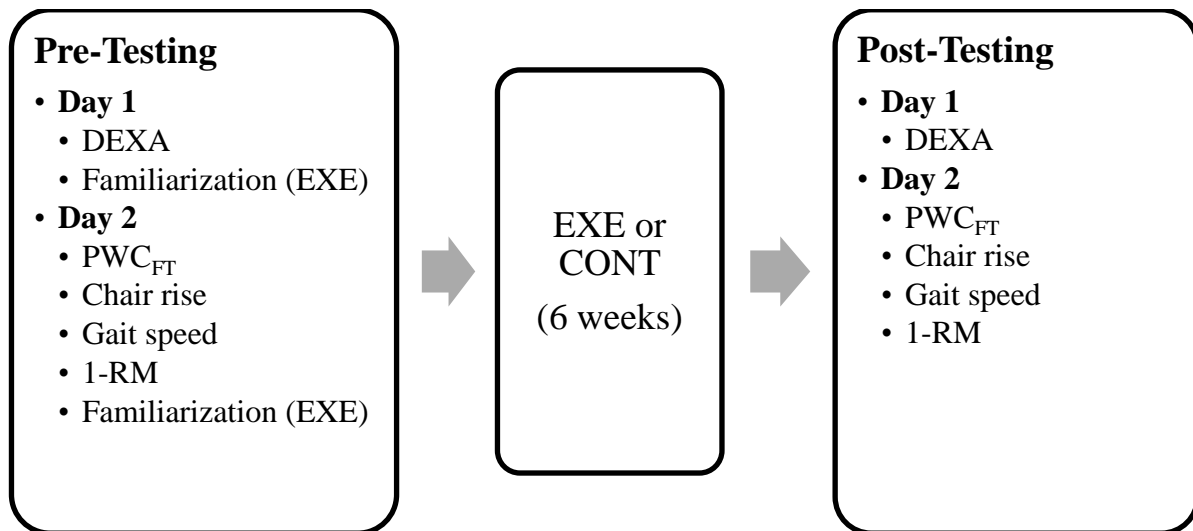 Pre-Testing
• Day 1
• DEXA
• Familiarization (EXE)
• Day 2
• PWCFT
• Chair rise
• Gait speed
• 1-RM
• Familiarization (EXE)
EXE or
CONT
(6 weeks)
Post-Testing
• Day 1
• DEXA
• Day 2
• PWCFT
• Chair rise
• Gait speed
• 1-RM